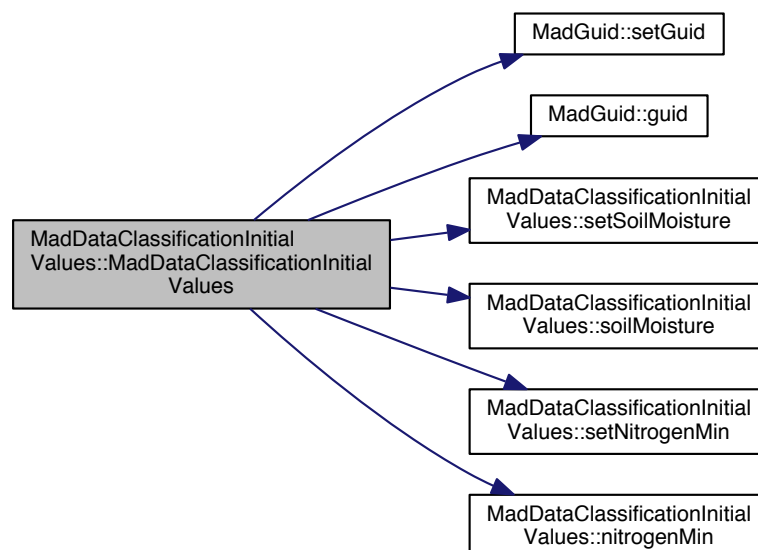 MadGuid::setGuid
MadGuid::guid
MadDataClassificationInitial
Values::setSoilMoisture
MadDataClassificationInitial
Values::MadDataClassificationInitial
Values
MadDataClassificationInitial
Values::soilMoisture
MadDataClassificationInitial
Values::setNitrogenMin
MadDataClassificationInitial
Values::nitrogenMin